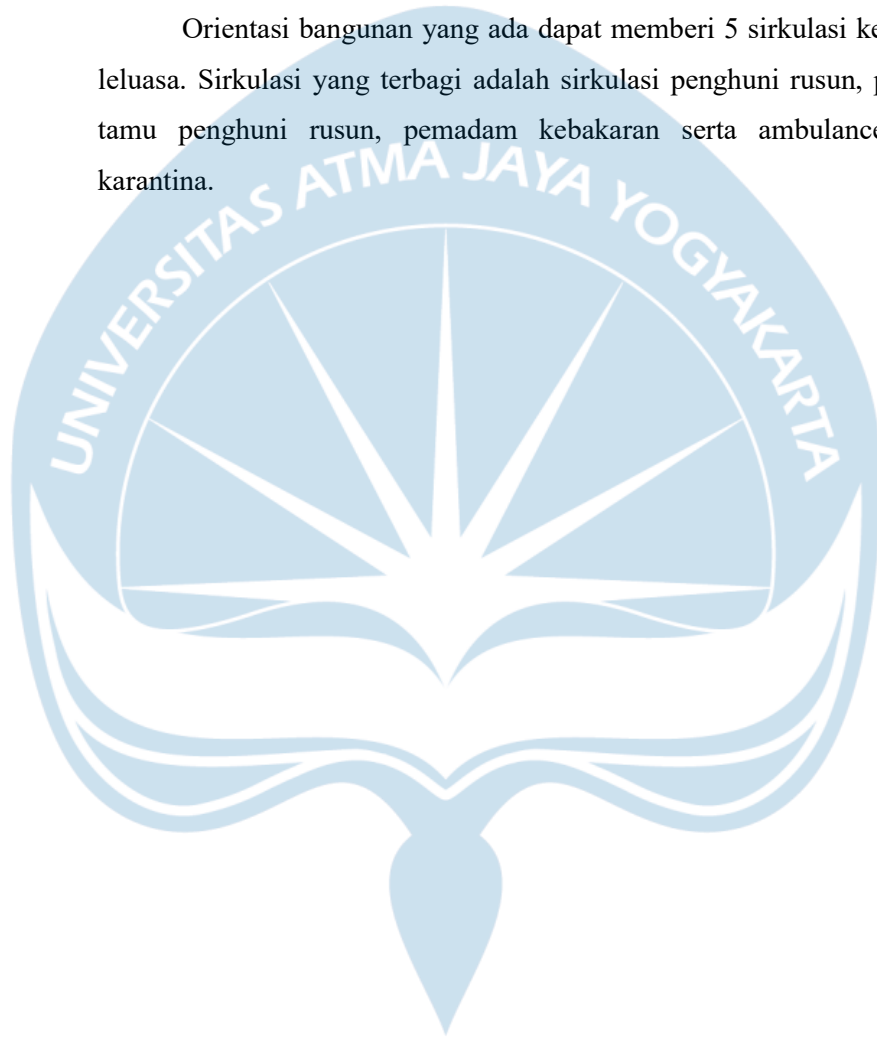 Orientasi bangunan yang ada dapat memberi 5 sirkulasi
leluasa. Sirkulasi yang terbagi adalah sirkulasi penghuni rusun,
tamu penghuni rusun, pemadam kebakaran serta ambulance
karantina.
UNIVERSITAS ATMA JAYA YOGYAKARTA